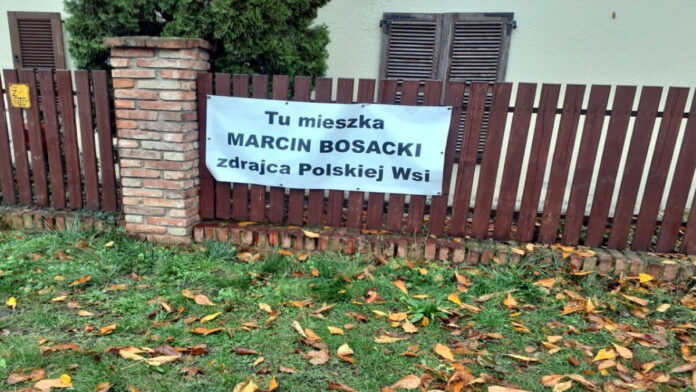 Tu mieszka
MARCIN BOSACKI
zdrajca Polskiej Wsi